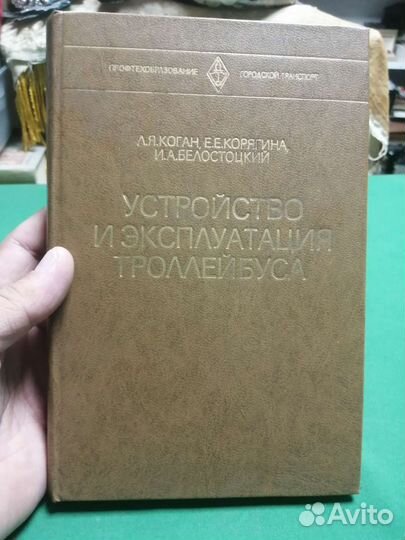 ПРОФТЕХОБРАЗОВАНИЕ ГОРОДСКОЙ ТРАНСПОРТ
Л.Я.КОГАН, Е.Е.КОРЯГИНА,
И.А.БЕЛОСТОЦКИЙ
УСТРОЙСТВО
И ЭКСПЛУАТАЦИЯ
ТРОЛЛЕЙБУСА
Avito